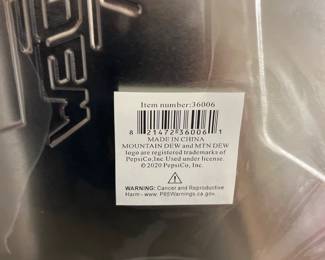 DEW
Item number:36006
8 21472 36006 1
MADE IN CHINA
MOUNTAIN DEW and MTN DEW
logo are registered trademarks of
PepsiCo,Inc Used under license.
©2020 PepsiCo, Inc
WARNING: Cancer and Reproductive
Harm - www. P65Warnings.ca.gov.